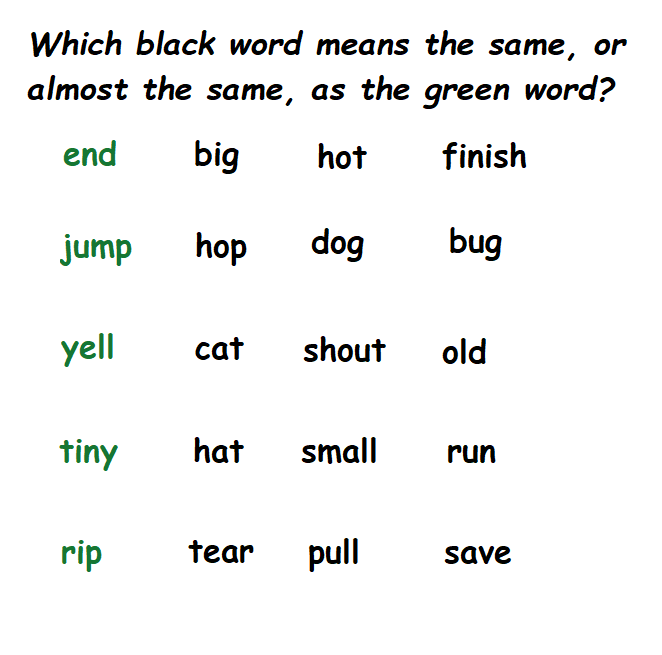 Which black word means the same, or
almost the same, as the green word?
end big hot finish
jump hop dog bug
yell cat shout old
tiny hat small run
rip tear pull save